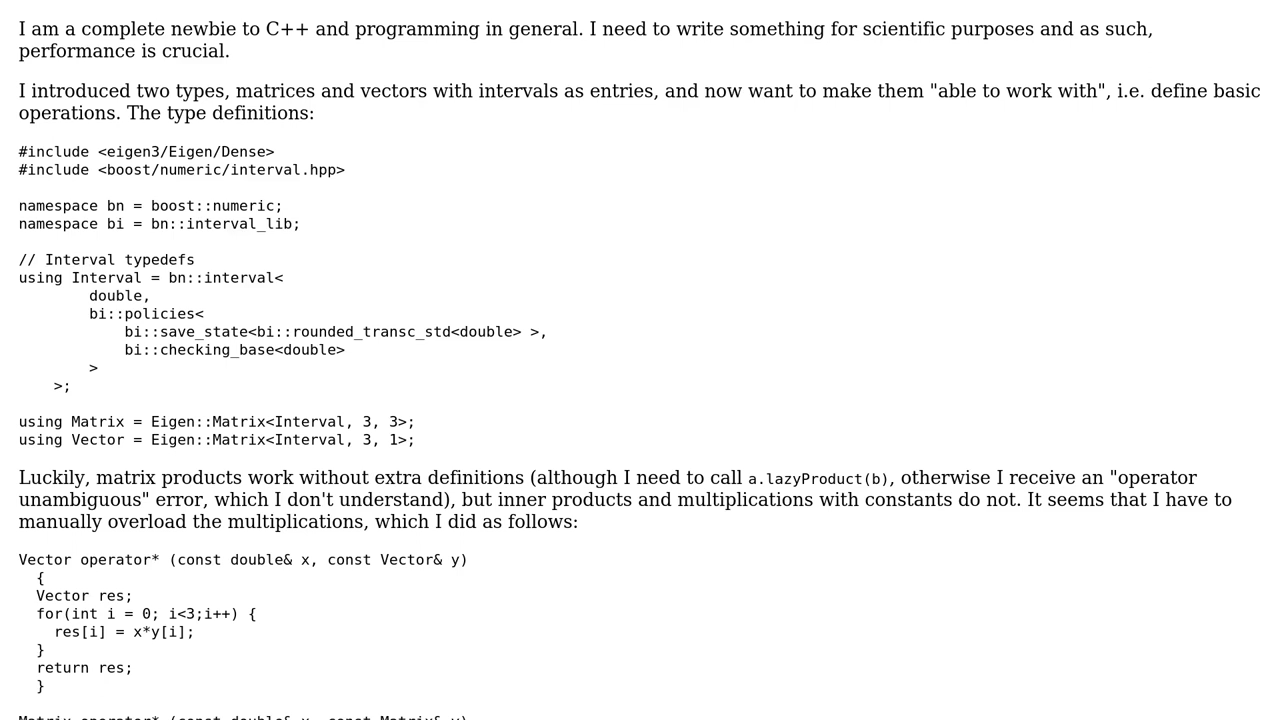 I am a complete newbie to C++ and programming in general. I need to write something for scientific purposes and as such,
performance is crucial.
I introduced two types, matrices and vectors with intervals as entries, and now want to make them "able to work with", i.e. define basic
operations. The type definitions:
#include <eigen3/Eigen/Dense>
#include <boost/numeric/interval.hpp>
namespace bn = boost::numeric;
namespace bi = bn::interval_lib;
// Interval typedefs
using Interval = bn::interval<
        double,
        bi::policies<
            bi::save_state<bi::rounded_transc_std<double> >,
            bi::checking_base<double>
        >
    >;
using Matrix = Eigen::Matrix<Interval, 3, 3>;
using Vector = Eigen::Matrix<Interval, 3, 1>;
Luckily, matrix products work without extra definitions (although I need to call a.lazyProduct(b), otherwise I receive an "operator
unambiguous" error, which I don't understand), but inner products and multiplications with constants do not. It seems that I have to
manually overload the multiplications, which I did as follows:
Vector operator* (const double& x, const Vector& y)
  {
  Vector res;
  for(int i = 0; i<3;i++) {
    res[i] = x*y[i];
  }
  return res;
  }
Matrix operator* (const double& x, const Matrix& y)